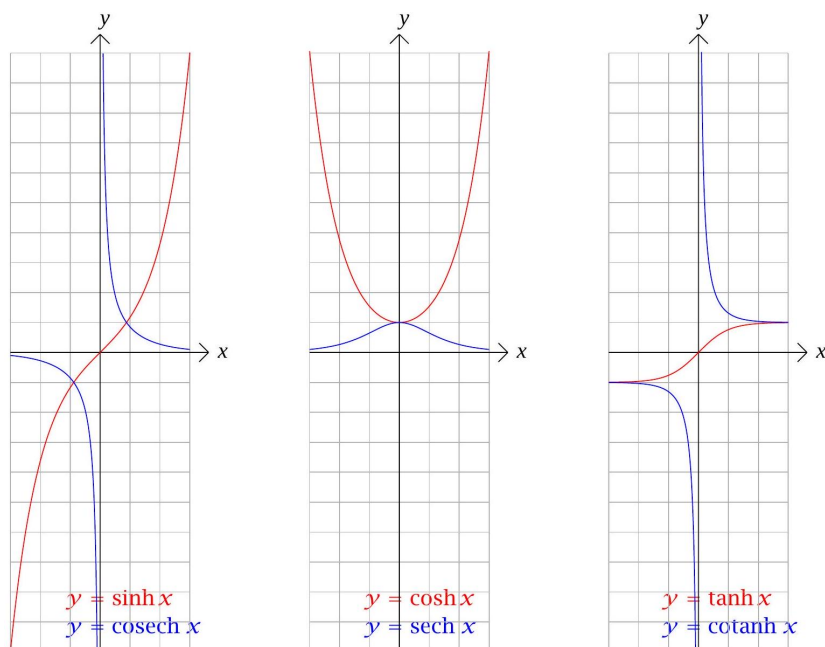 y
x
y = sinh x
y = cosech x
y
x
y = cosh x
y = sech x
y
x
y = tanh x
y = cotanh x